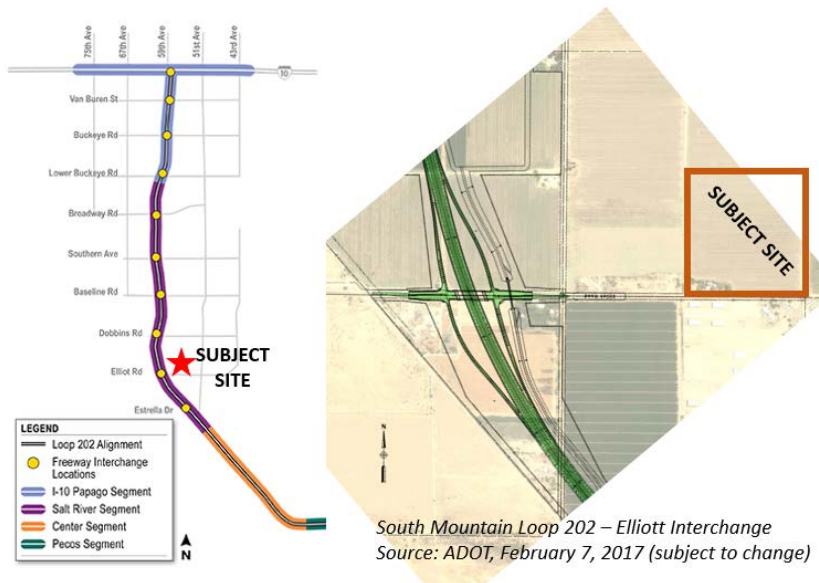 75th Ave
67th Ave
59th Ave
51st Ave
43rd Ave
10
Van Buren St
Buckeye Rd
Lower Buckeye Rd
Broadway Rd
Southern Ave
Baseline Rd
Dobbins Rd
Elliot Rd
Estrella Dr
SUBJECT
SITE
LEGEND
Loop 202 Alignment
Freeway Interchange
Locations
I-10 Papago Segment
Salt River Segment
Center Segment
Pecos Segment
N
SUBJECT SITE
N
South Mountain Loop 202 – Elliott Interchange
Source: ADOT, February 7, 2017 (subject to change)